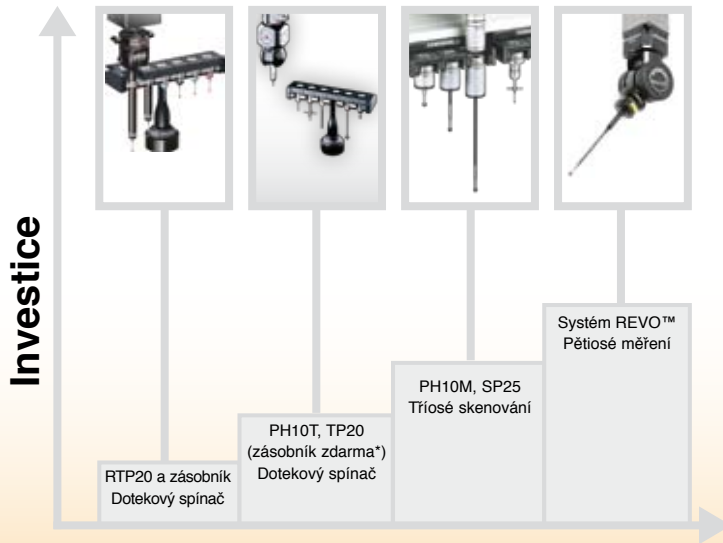 Investice
RTP20 a zásobník
Dotekový spínač
PH10T, TP20
(zásobník zdarma*)
Dotekový spínač
PH10M, SP25
Tříosé skenování
Systém REVO™
Pětiosé měření